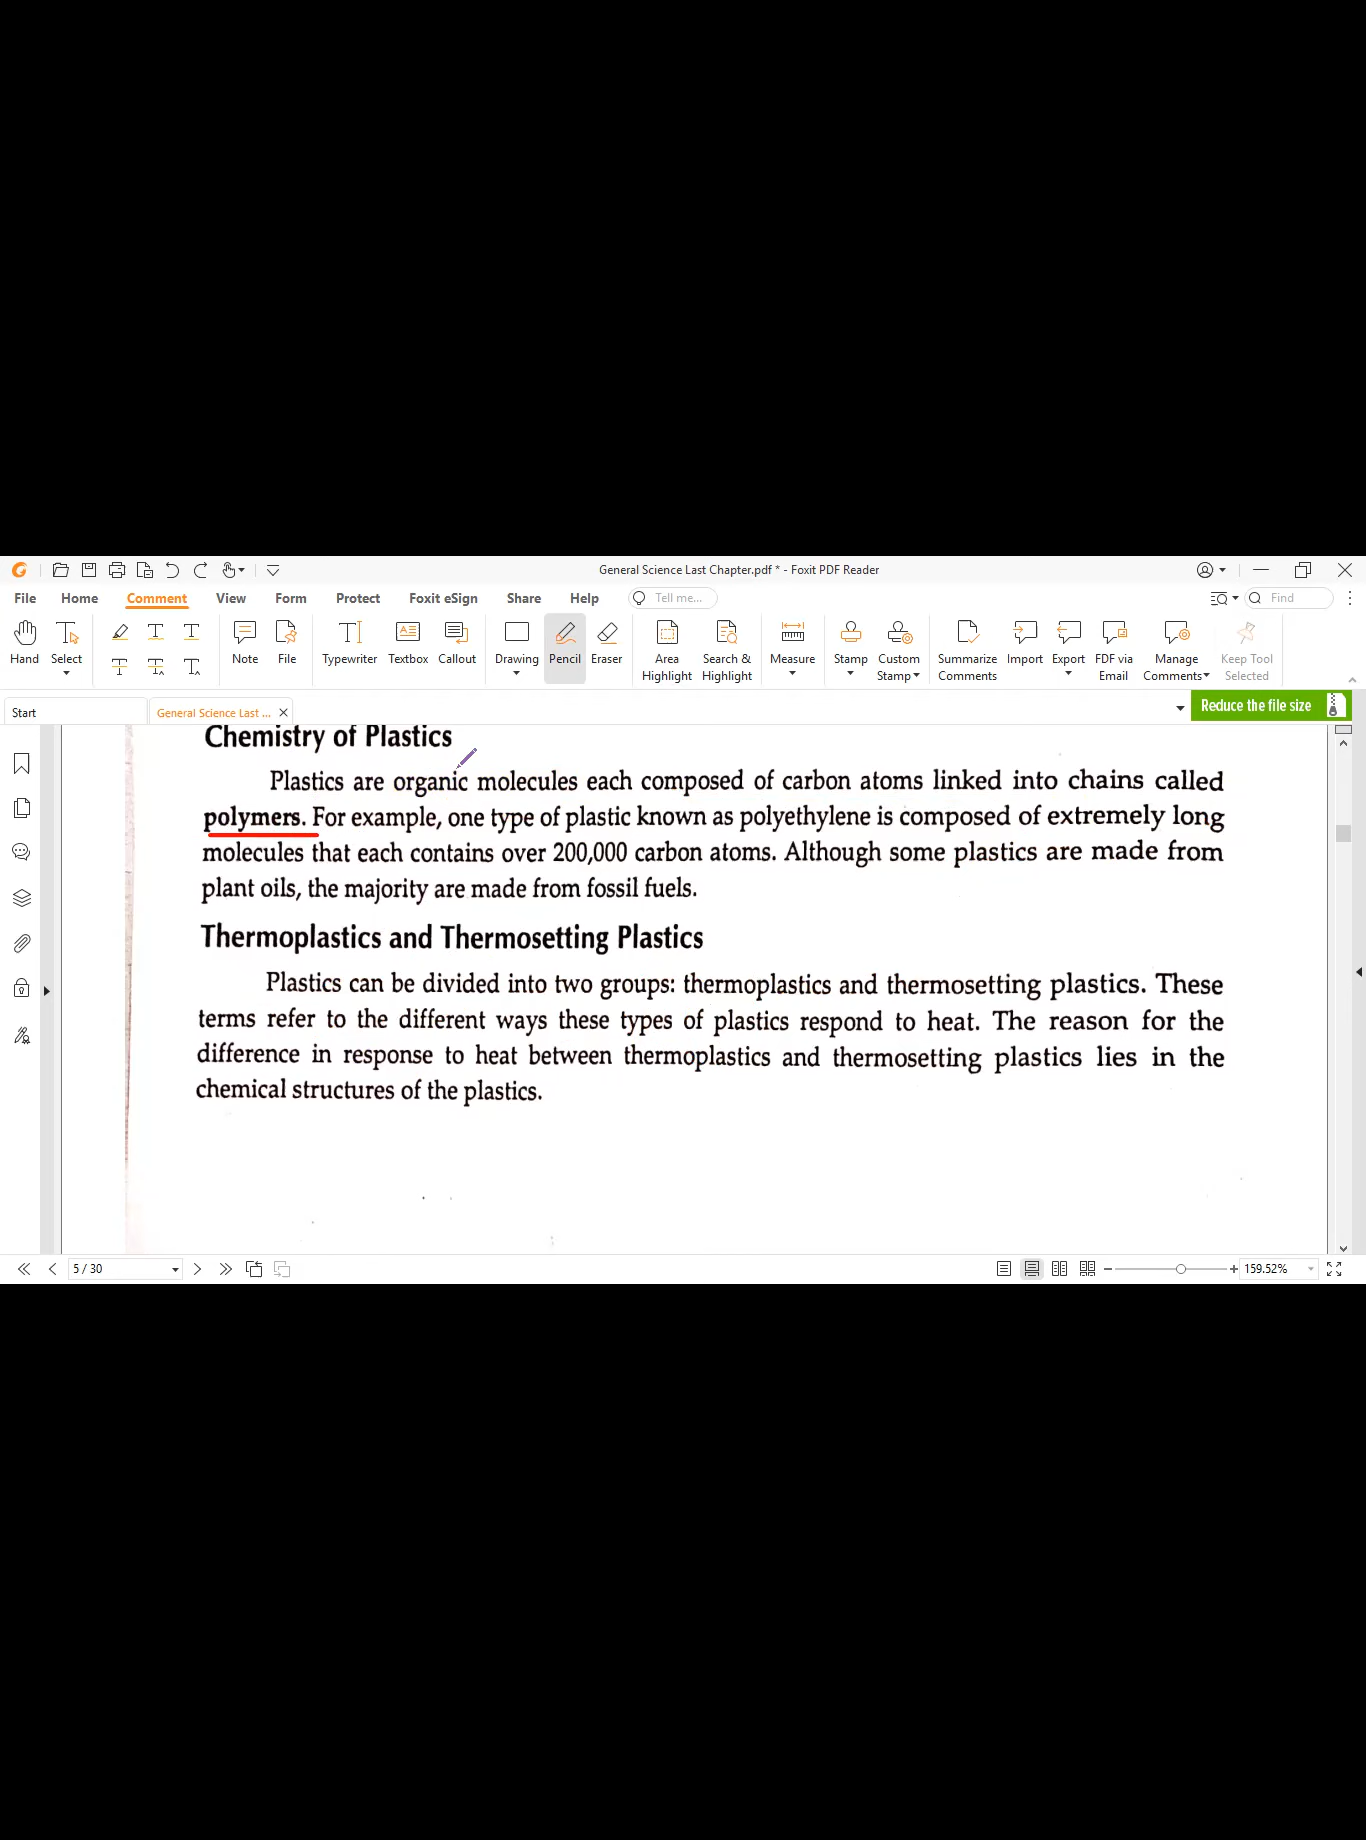 General Science Last Chapter.pdf * - Foxit PDF Reader
File Home Comment View Form Protect Foxit eSign Share Help Tell me... Find
Hand Select Note File Typewriter Textbox Callout Drawing Pencil Eraser Area Highlight Search & Highlight Measure Stamp Custom Stamp Summarize Comments Import Export FDF via Email Manage Comments Keep Tool Selected
Start General Science Last ... Reduce the file size
Chemistry of Plastics
Plastics are organic molecules each composed of carbon atoms linked into chains called
polymers. For example, one type of plastic known as polyethylene is composed of extremely long
molecules that each contains over 200,000 carbon atoms. Although some plastics are made from
plant oils, the majority are made from fossil fuels.
Thermoplastics and Thermosetting Plastics
Plastics can be divided into two groups: thermoplastics and thermosetting plastics. These
terms refer to the different ways these types of plastics respond to heat. The reason for the
difference in response to heat between thermoplastics and thermosetting plastics lies in the
chemical structures of the plastics.
5 / 30 159.52%